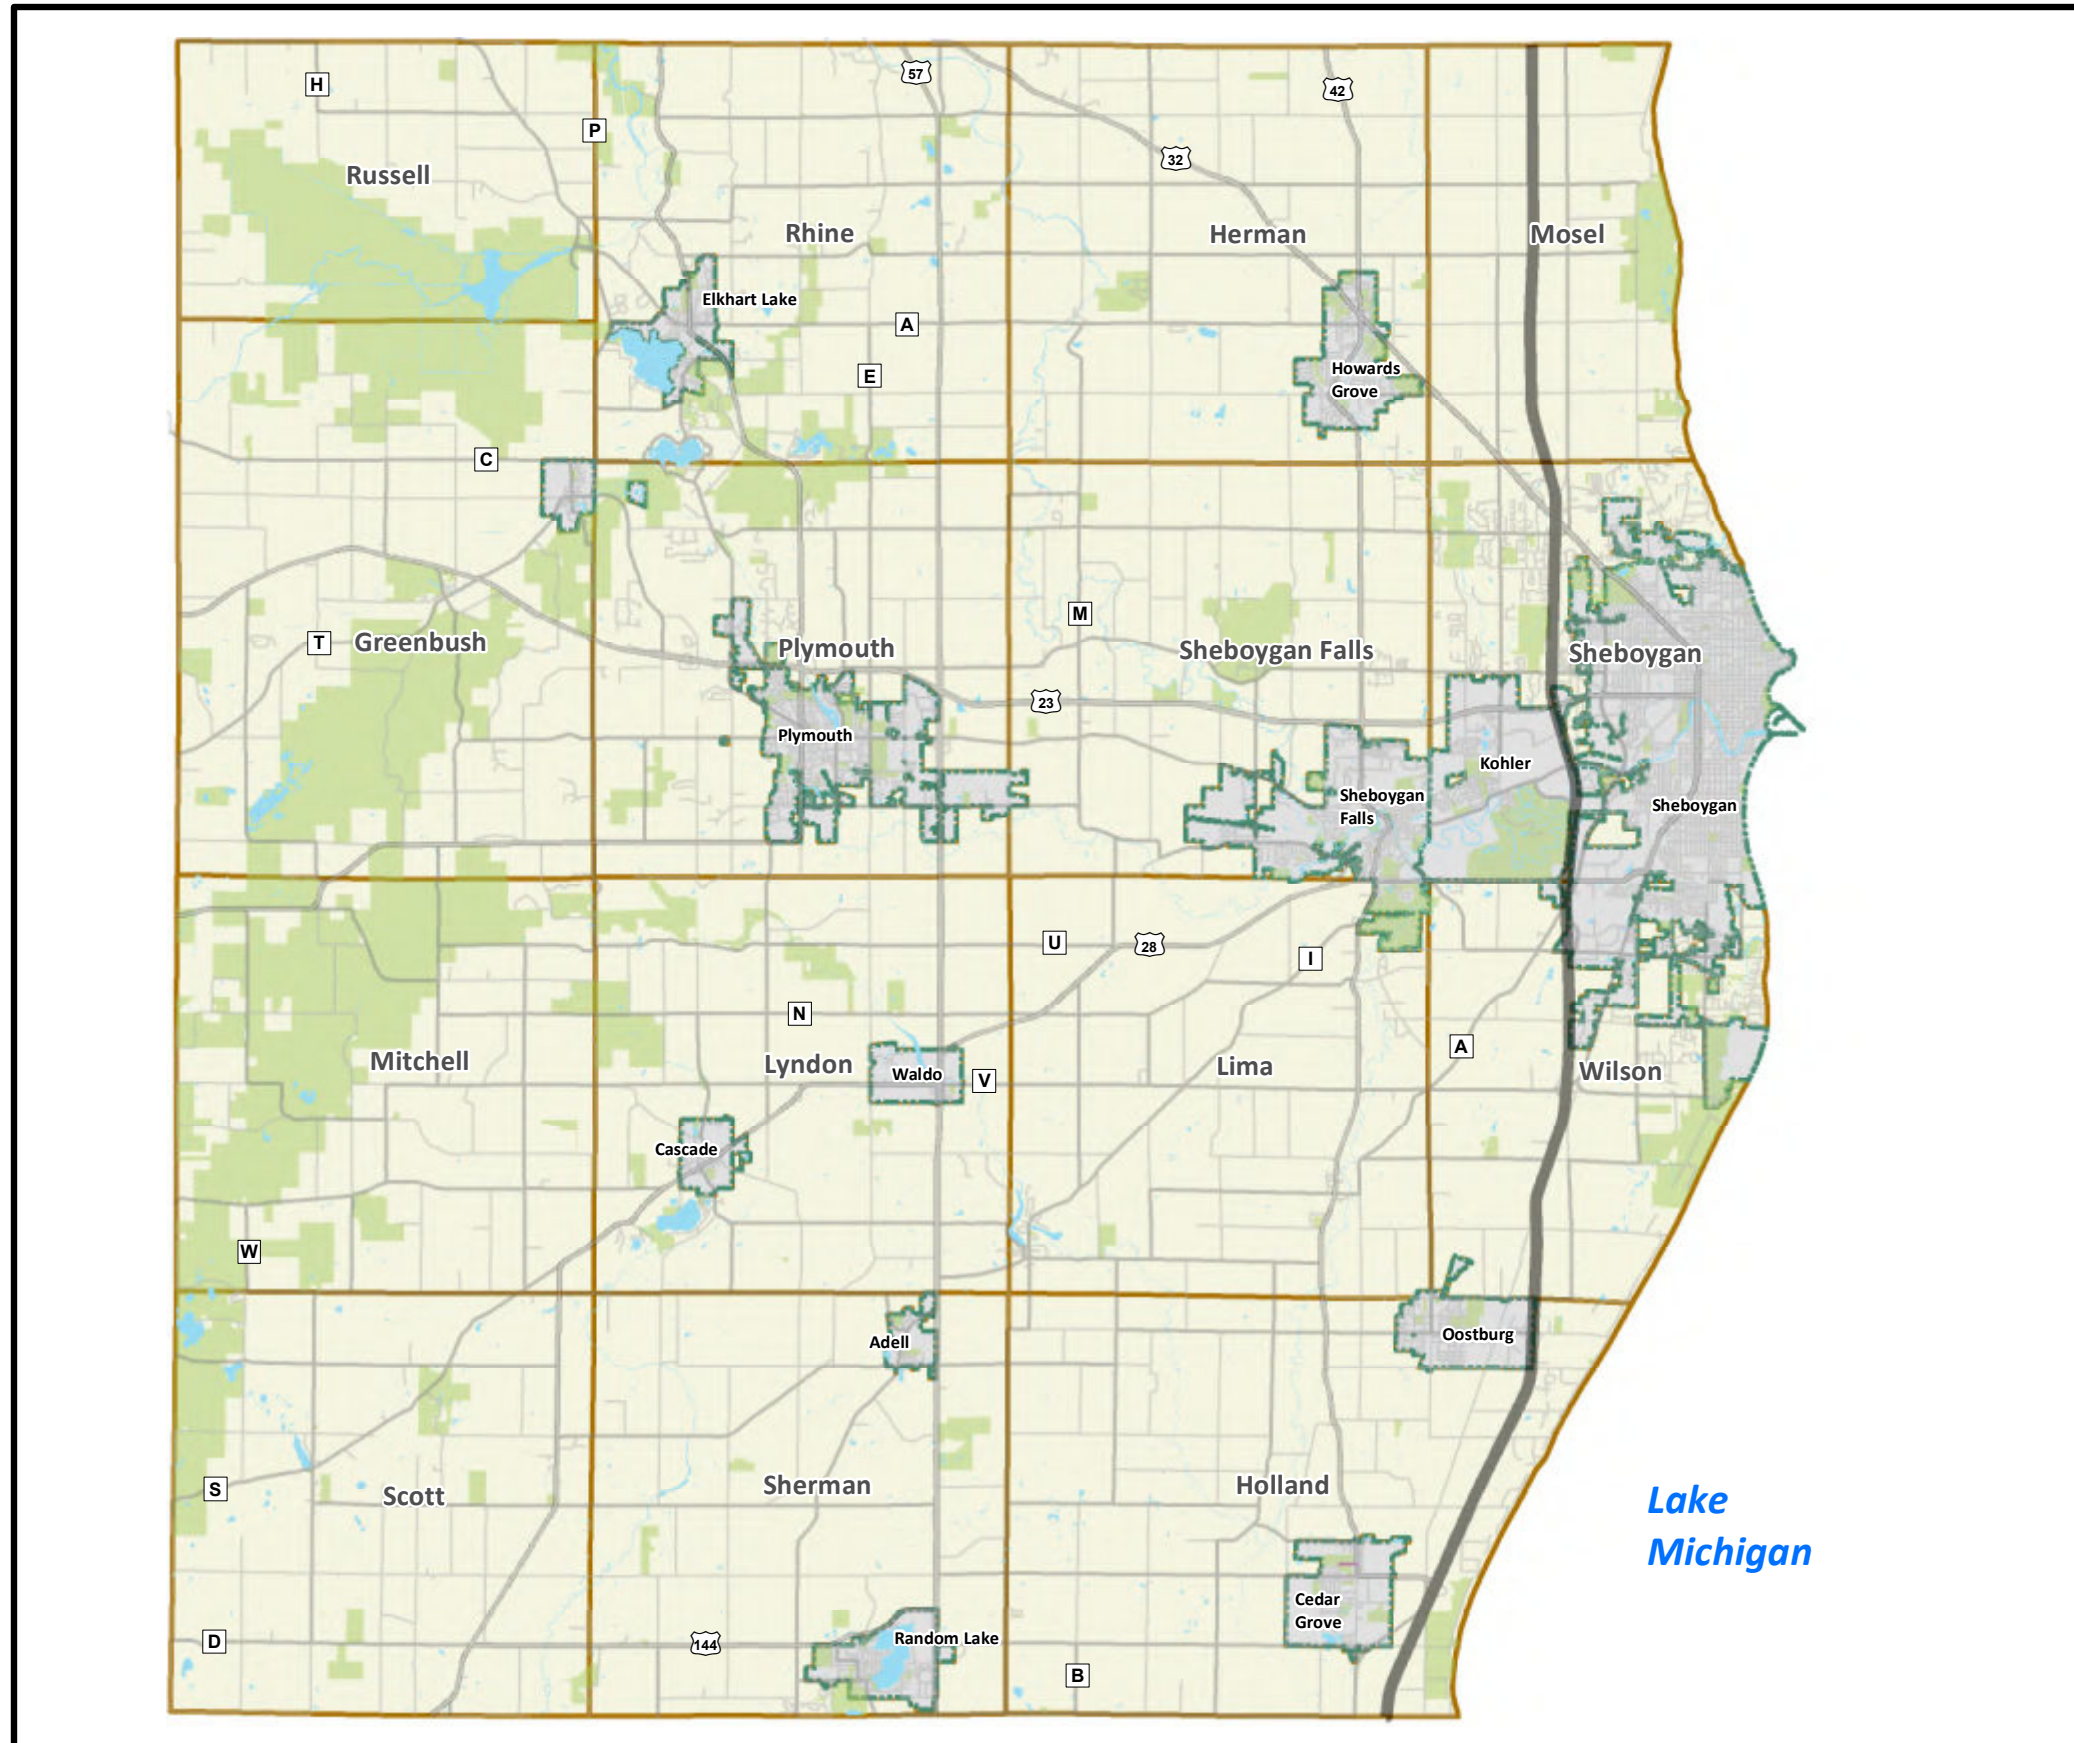 57
H
42
P
32
Russell
Rhine
Herman
Mosel
Elkhart Lake
A
Howards
Grove
E
C
M
T
Greenbush
Plymouth
Sheboygan Falls
Sheboygan
23
Plymouth
Kohler
Sheboygan
Falls
Sheboygan
U
28
I
N
A
Mitchell
Lyndon
Waldo
V
Lima
Wilson
Cascade
W
Adell
Oostburg
S
Scott
Sherman
Holland
Lake
Michigan
Cedar
Grove
D
144
Random Lake
B